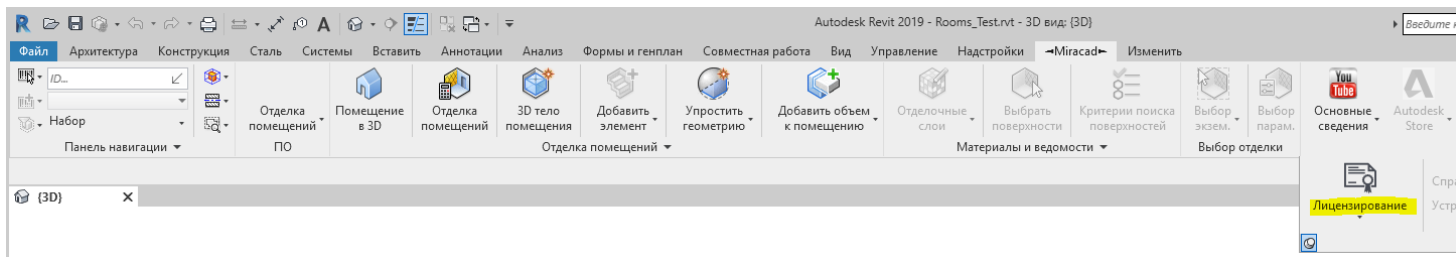 Autodesk Revit 2019 - Rooms_Test.rvt - 3D вид: {3D}
Введите к
Файл Архитектура Конструкция Сталь Системы Вставить Аннотации Анализ Формы и генплан Совместная работа Вид Управление Надстройки Miracad Изменить
ID...
Набор
Панель навигации
Отделка
помещений
ПО
Помещение
в 3D
Отделка
помещений
3D тело
помещения
Добавить
элемент
Упростить
геометрию
Добавить объем
к помещению
Отделка помещений
Отделочные
слои
Выбрать
поверхности
Критерии поиска
поверхностей
Материалы и ведомости
Выбор
экзем.
Выбор
парам.
Выбор отделки
You
Tube
Основные
сведения
Autodesk
Store
Лицензирование
Спра
Устр
{3D}